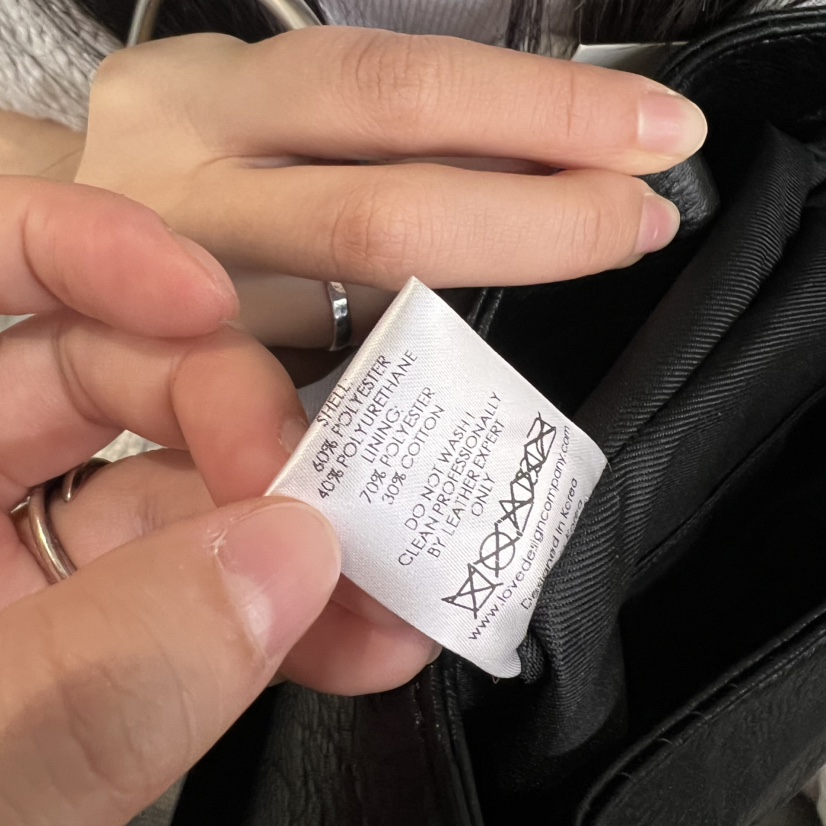 SHELL:
60% POLYESTER
40% POLYURETHANE
LINING:
70% POLYESTER
30% COTTON
DO NOT WASH !
CLEAN PROFESSIONALLY
BY LEATHER EXPERT
ONLY
www.lovedesigncompany.com
Designed in Korea
Korea